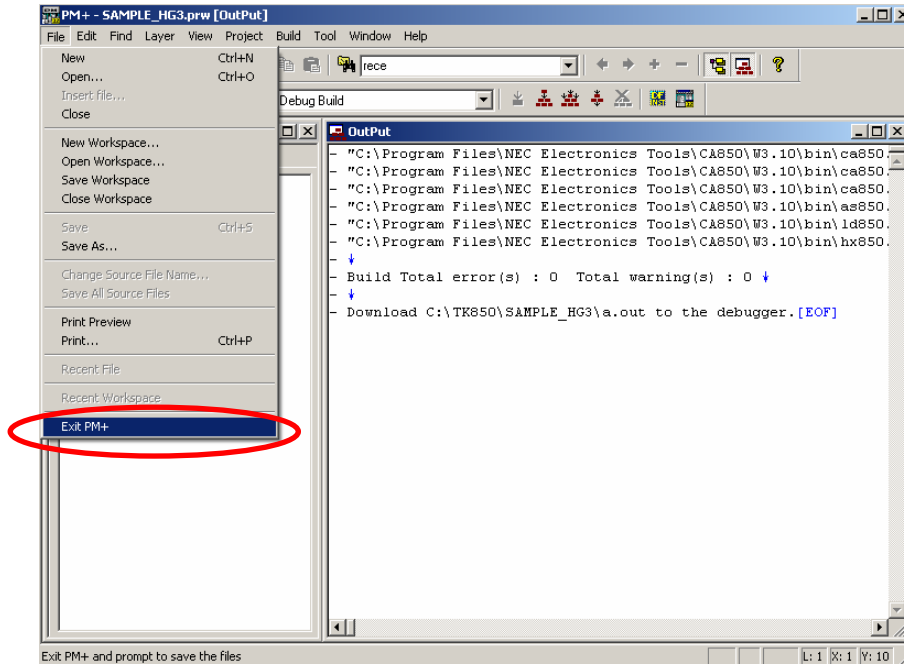 PM+ - SAMPLE_HG3.prw [OutPut]
File Edit Find Layer View Project Build Tool Window Help
New Ctrl+N
Open... Ctrl+O
Insert file...
Close
New Workspace...
Open Workspace...
Save Workspace
Close Workspace
Save Ctrl+S
Save As...
Change Source File Name...
Save All Source Files
Print Preview
Print... Ctrl+P
Recent File
Recent Workspace
Exit PM+
rece
Debug Build
OutPut
- "C:\Program Files\NEC Electronics Tools\CA850\W3.10\bin\ca850.
- "C:\Program Files\NEC Electronics Tools\CA850\W3.10\bin\ca850.
- "C:\Program Files\NEC Electronics Tools\CA850\W3.10\bin\ca850.
- "C:\Program Files\NEC Electronics Tools\CA850\W3.10\bin\as850.
- "C:\Program Files\NEC Electronics Tools\CA850\W3.10\bin\ld850.
- "C:\Program Files\NEC Electronics Tools\CA850\W3.10\bin\hx850.
- ↓
- Build Total error(s) : 0 Total warning(s) : 0 ↓
- ↓
- Download C:\TK850\SAMPLE_HG3\a.out to the debugger.[EOF]
Exit PM+ and prompt to save the files
L: 1 X: 1 Y: 10